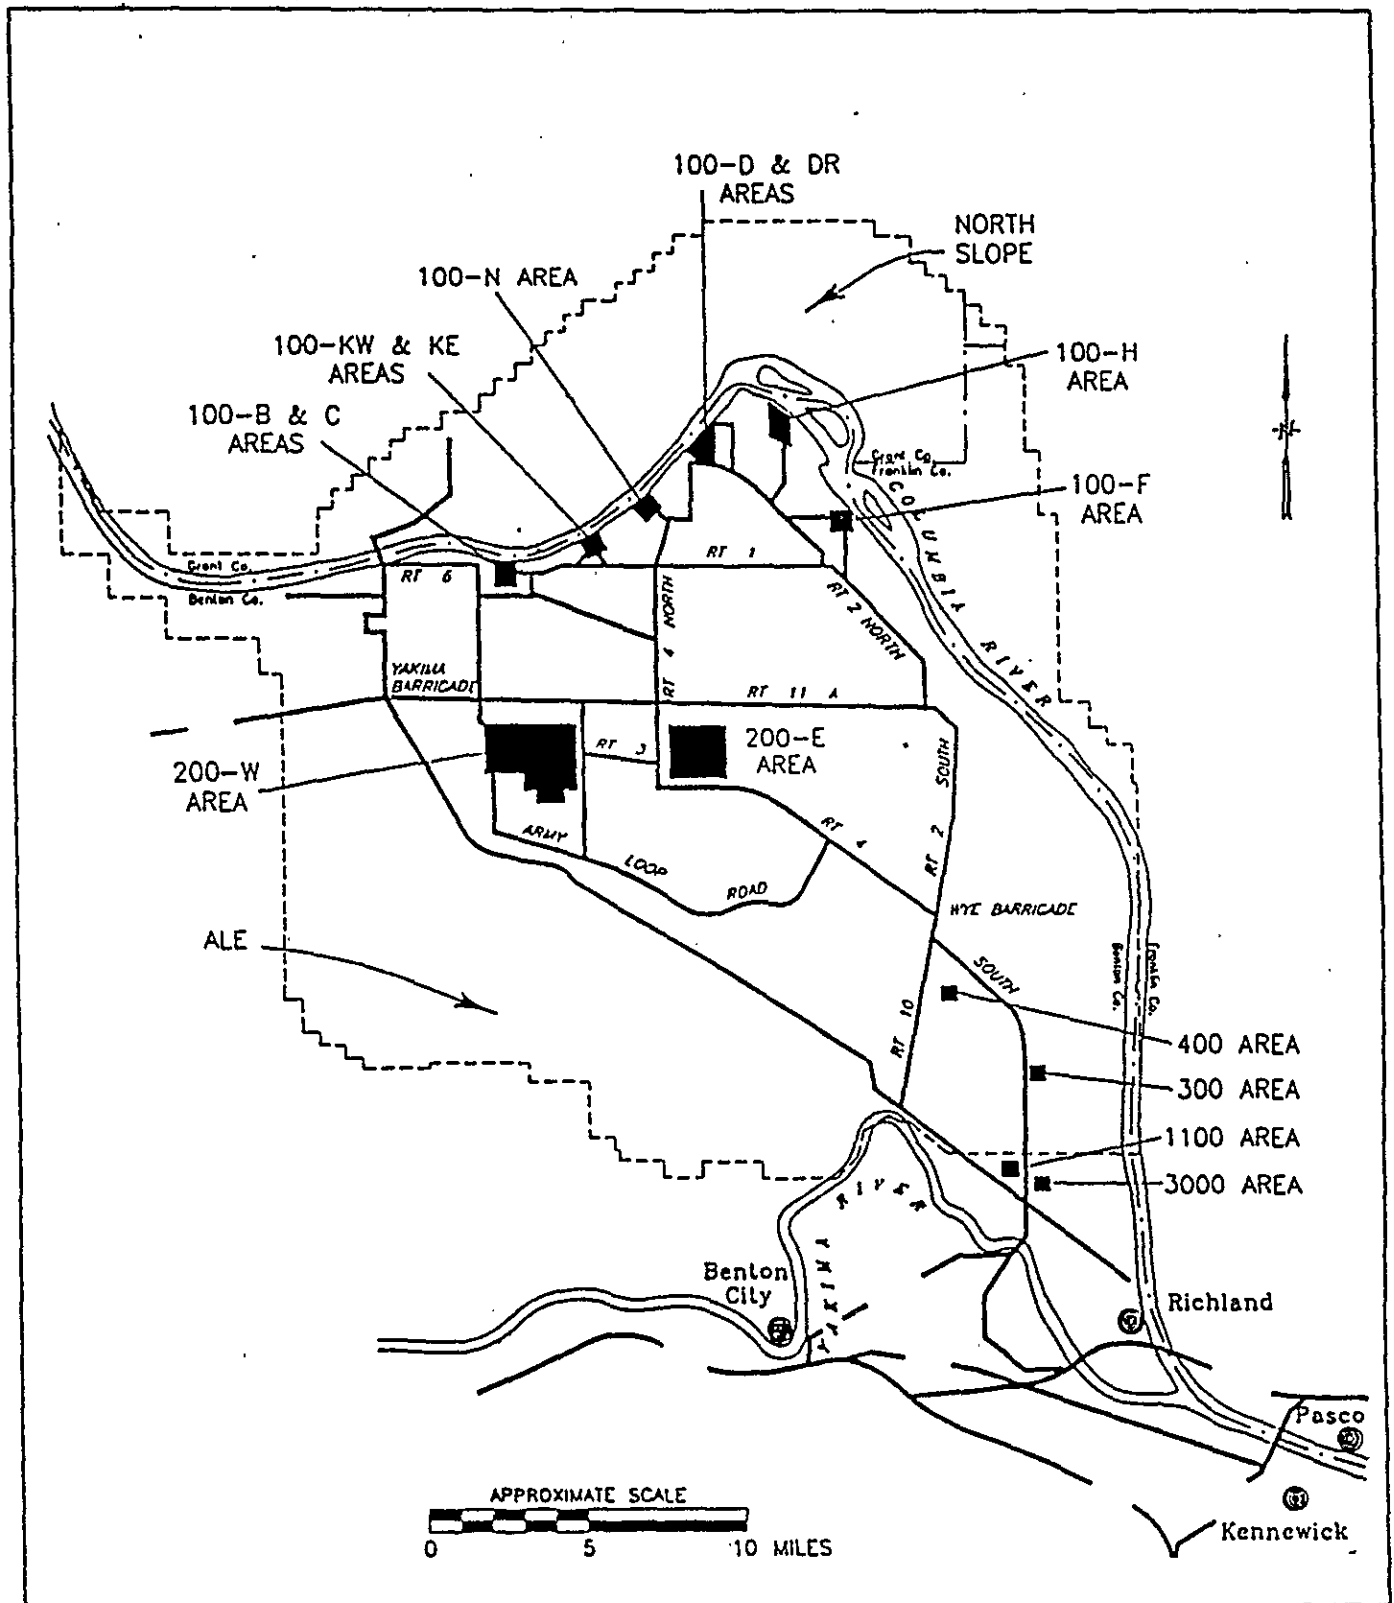 100-D & DR
AREAS
NORTH
SLOPE
100-N AREA
100-KW & KE
AREAS
100-H
AREA
100-B & C
AREAS
Grant Co.
Franklin Co.
100-F
AREA
COLUMBIA RIVER
RT 1
Grant Co.
RT 6
Benton Co.
RT 2 NORTH
RT 4 NORTH
YAKIMA
BARRICADE
RT 11 A
200-E
AREA
RT 3
200-W
AREA
RT 2 SOUTH
RT 4
ARMY LOOP ROAD
WYE BARRICADE
ALE
SOUTH
Benton Co.
Franklin Co.
RT 10
400 AREA
300 AREA
1100 AREA
3000 AREA
YAKIMA RIVER
Benton
City
Richland
Pasco
Kennewick
APPROXIMATE SCALE
0 5 10 MILES